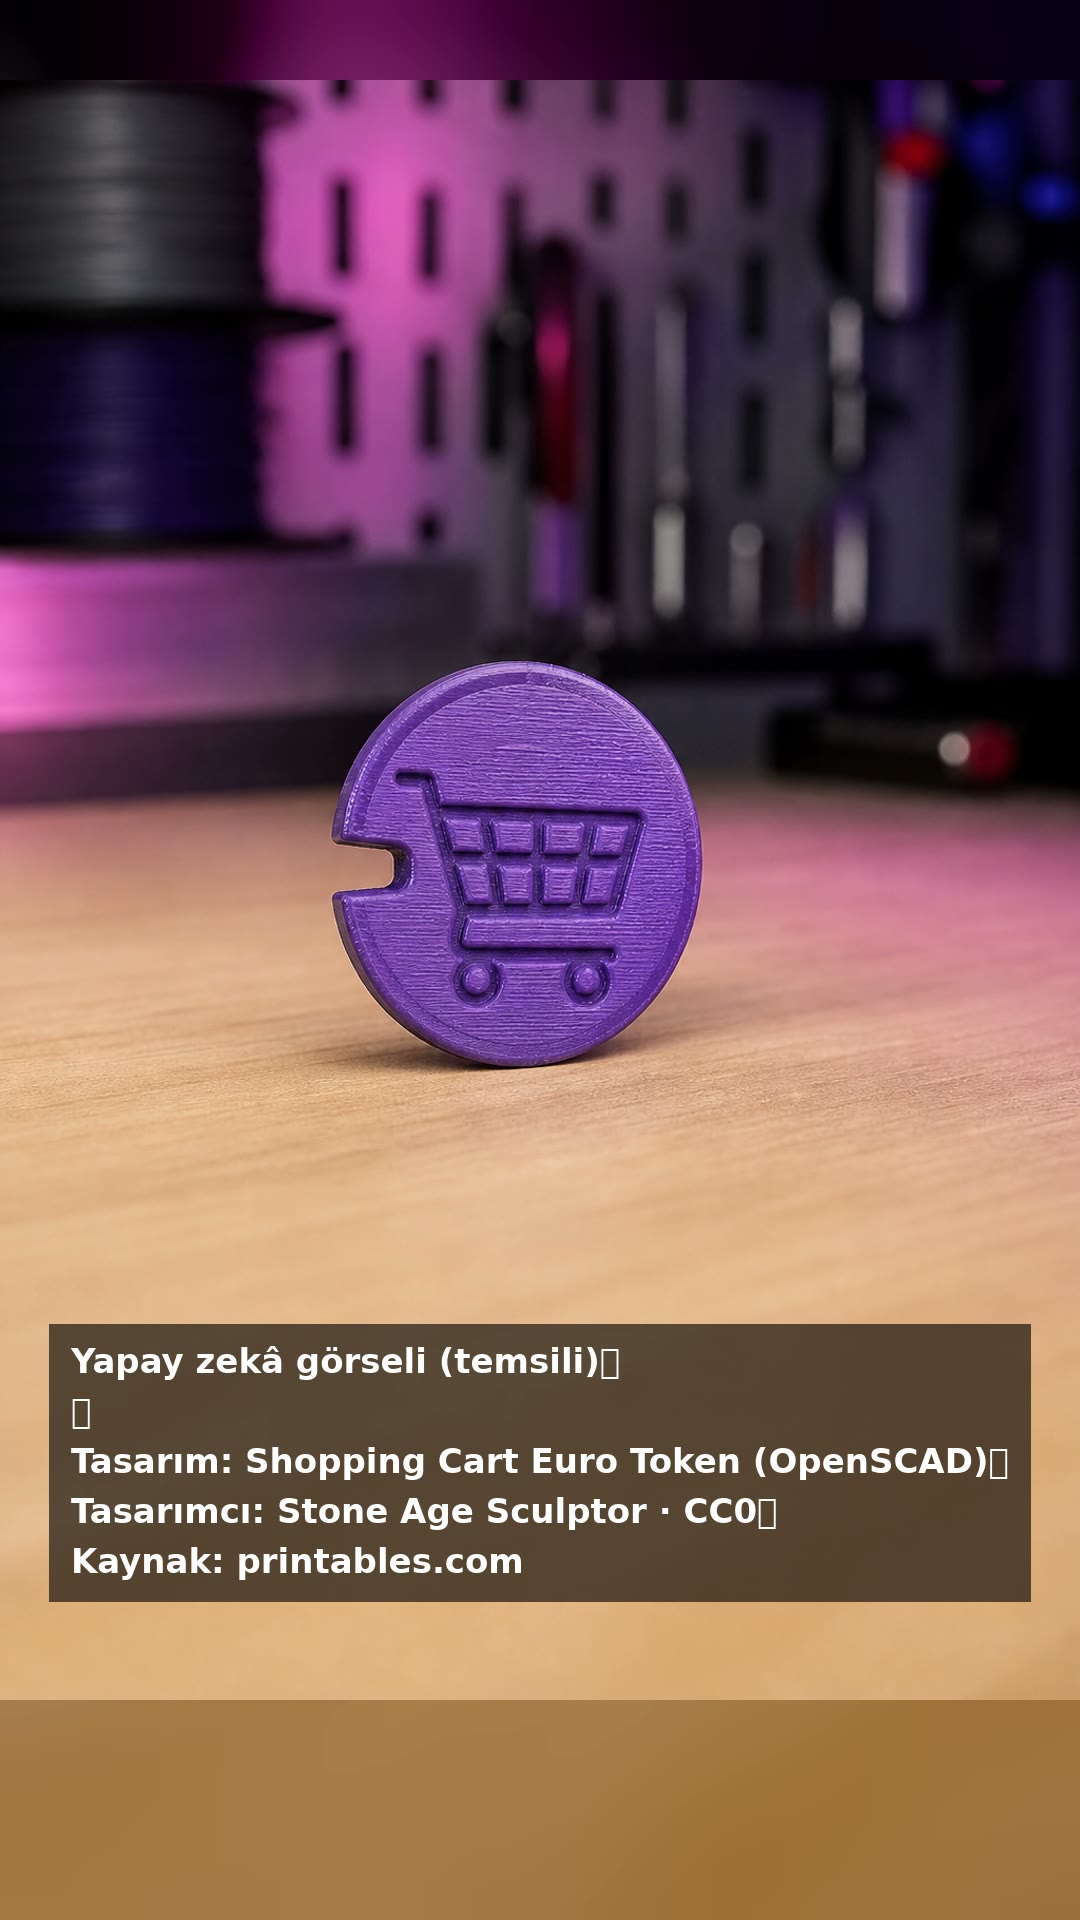 Yapay zekâ görseli (temsili)▯
▯
Tasarım: Shopping Cart Euro Token (OpenSCAD)▯
Tasarımcı: Stone Age Sculptor · CC0▯
Kaynak: printables.com